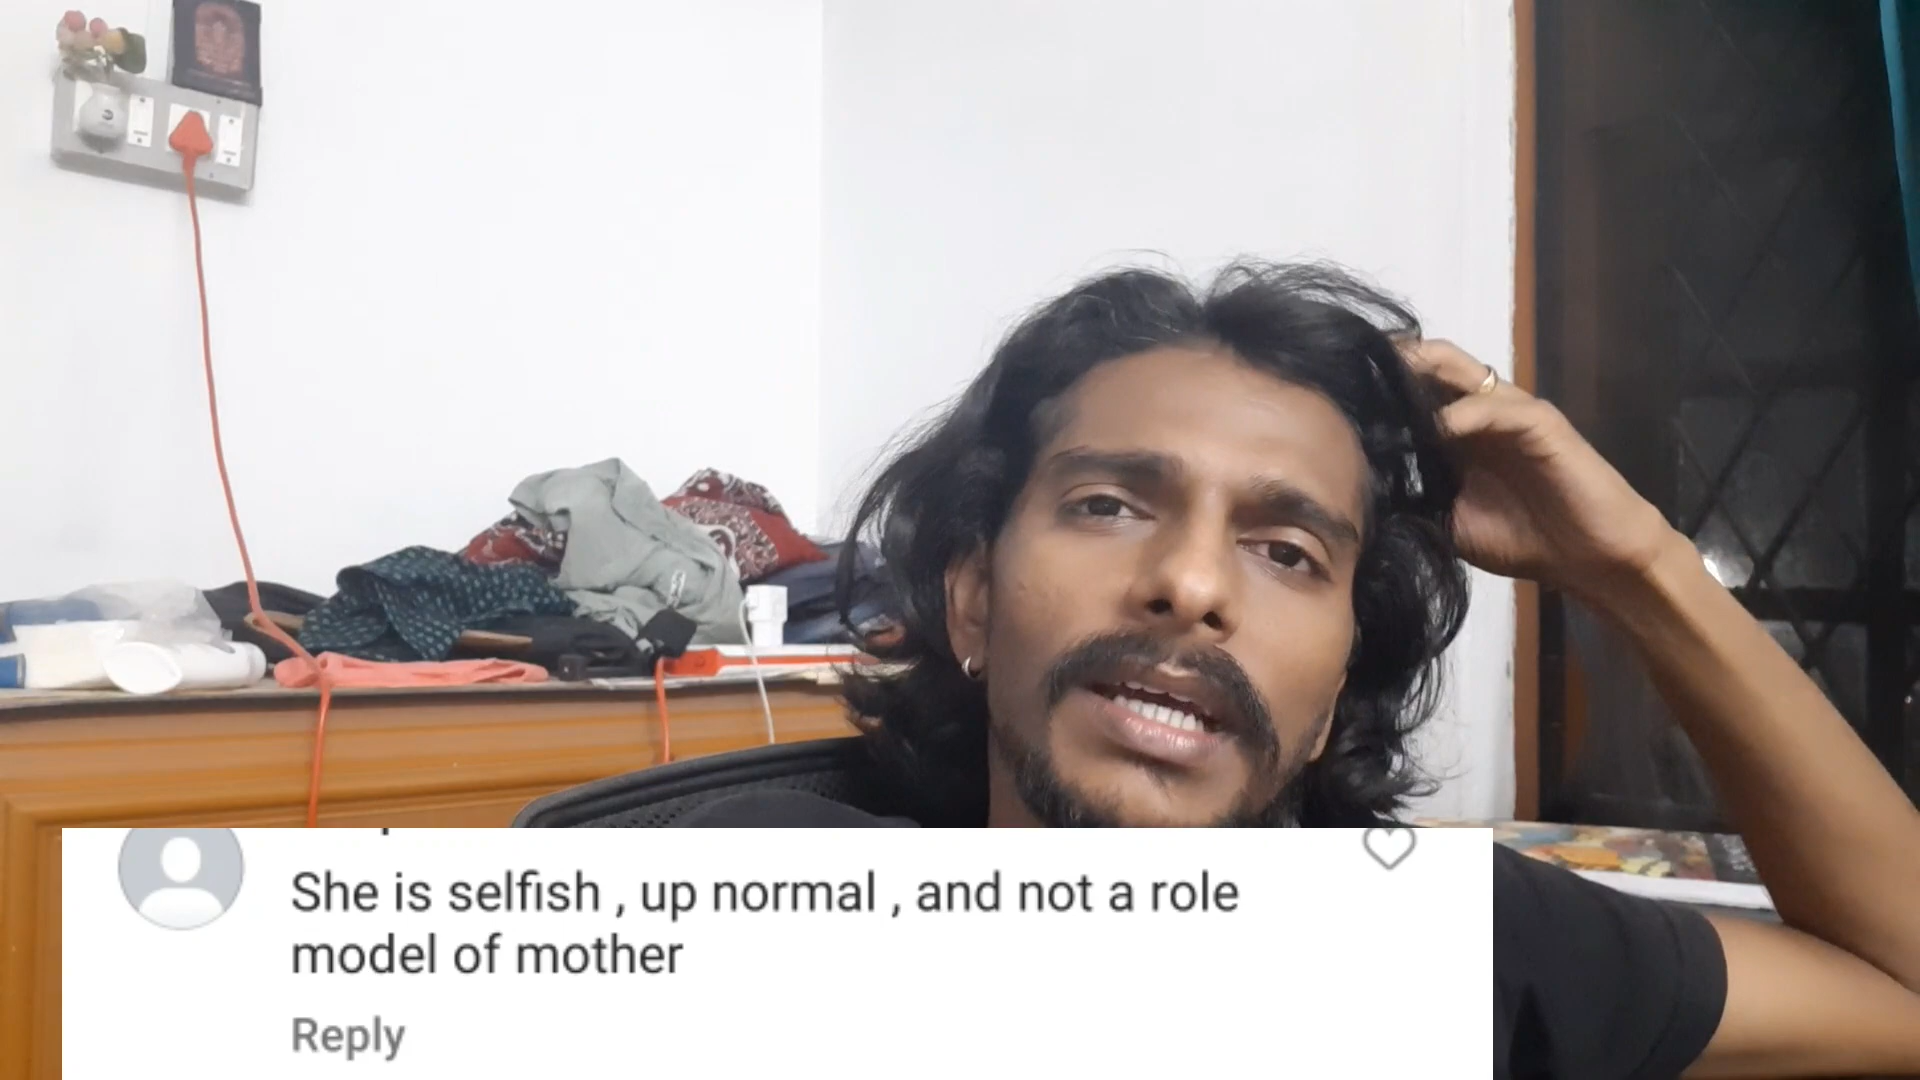 She is selfish , up normal , and not a role
model of mother
Reply